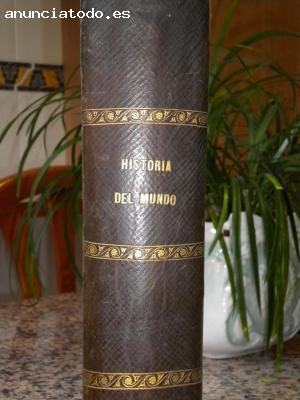 anunciatodo.es
HISTORIA
DEL MUNDO